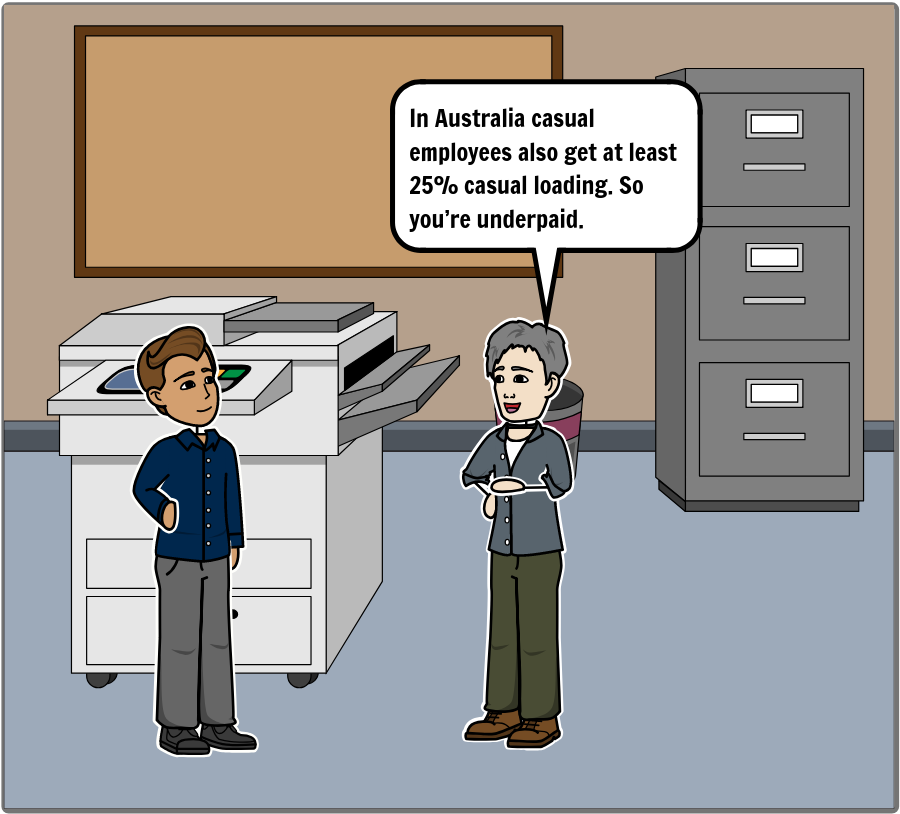 In Australia casual
employees also get at least
25% casual loading. So
you're underpaid.